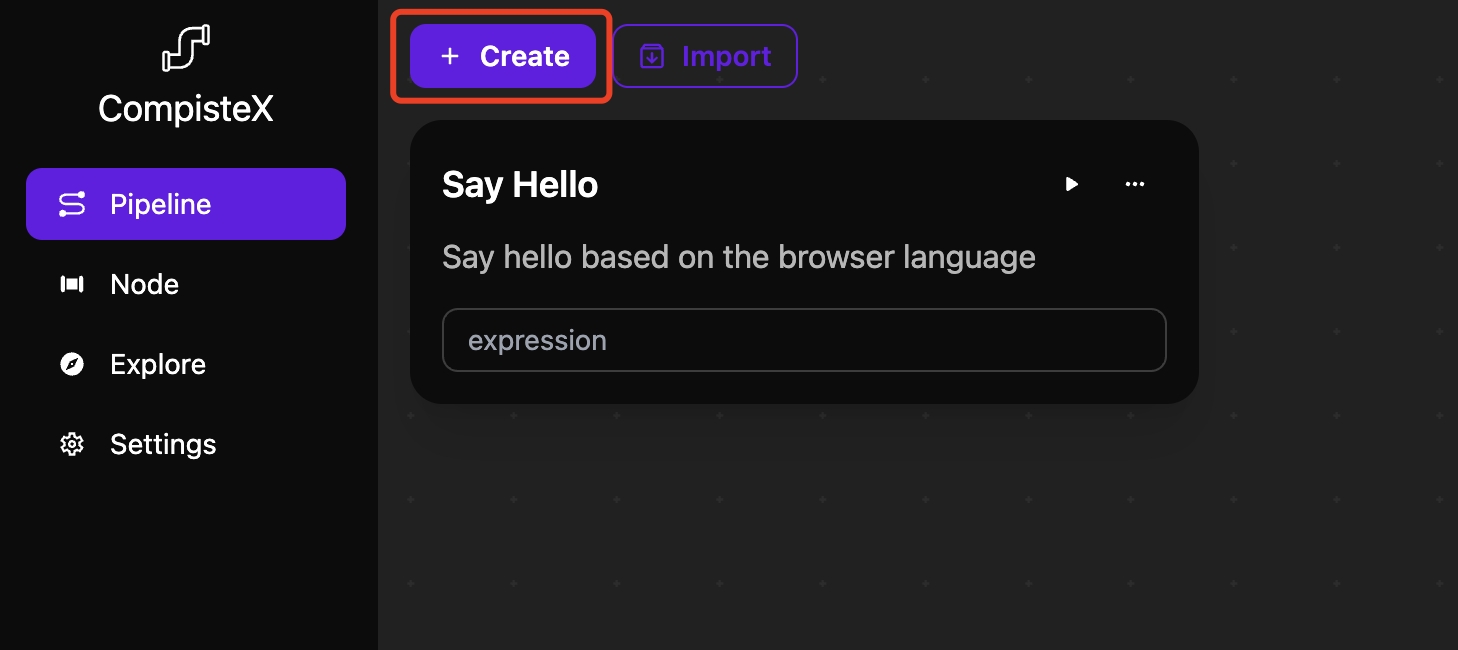 CompisteX
Pipeline
Node
Explore
Settings
Create
Import
Say Hello
Say hello based on the browser language
expression